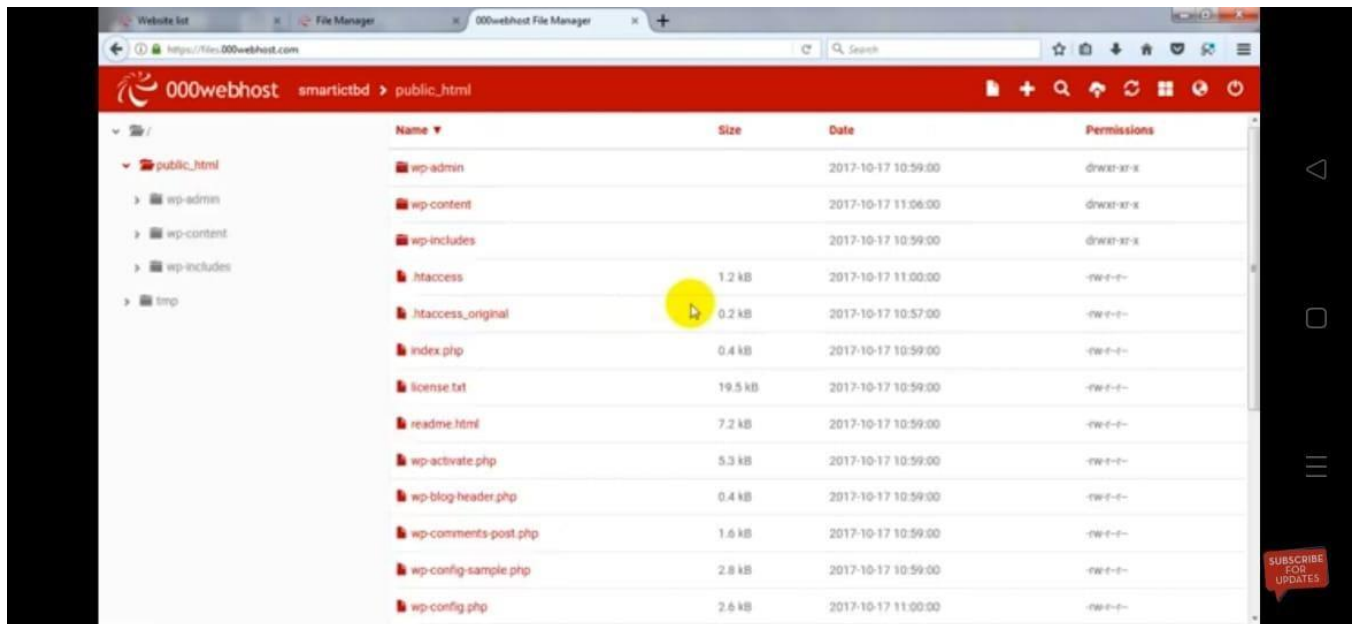 Website list File Manager 000webhost File Manager
https://files.000webhost.com Search
000webhost smartictbd > public_html
/ Name ▼ Size Date Permissions
public_html wp-admin 2017-10-17 10:59:00 drwxr-xr-x
wp-admin wp-content 2017-10-17 11:06:00 drwxr-xr-x
wp-content wp-includes 2017-10-17 10:59:00 drwxr-xr-x
wp-includes .htaccess 1.2 kB 2017-10-17 11:00:00 -rw-r--r--
tmp .htaccess_original 0.2 kB 2017-10-17 10:57:00 -rw-r--r--
index.php 0.4 kB 2017-10-17 10:59:00 -rw-r--r--
license.txt 19.5 kB 2017-10-17 10:59:00 -rw-r--r--
readme.html 7.2 kB 2017-10-17 10:59:00 -rw-r--r--
wp-activate.php 5.3 kB 2017-10-17 10:59:00 -rw-r--r--
wp-blog-header.php 0.4 kB 2017-10-17 10:59:00 -rw-r--r--
wp-comments-post.php 1.6 kB 2017-10-17 10:59:00 -rw-r--r--
wp-config-sample.php 2.8 kB 2017-10-17 10:59:00 -rw-r--r--
wp-config.php 2.6 kB 2017-10-17 11:00:00 -rw-r--r--
SUBSCRIBE
FOR
UPDATES